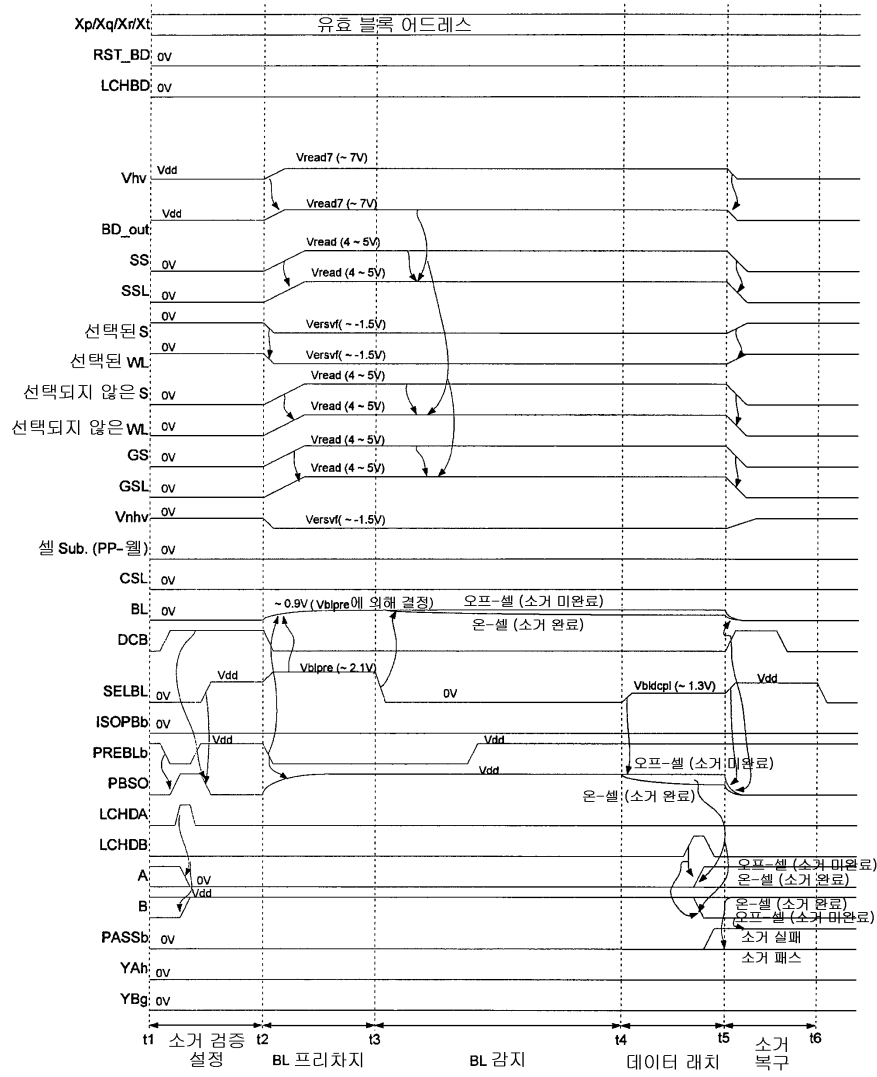 Xp/Xq/Xr/Xt 유효 블록 어드레스
RST_BD 0V
LCHBD 0V
Vhv Vdd Vread7 (~ 7V)
BD_out Vdd Vread7 (~ 7V)
SS 0V Vread (4 ~ 5V)
SSL 0V Vread (4 ~ 5V)
선택된 S 0V Versvf( ~ -1.5V)
선택된 WL 0V Versvf( ~ -1.5V)
선택되지 않은 S 0V Vread (4 ~ 5V)
선택되지 않은 WL 0V Vread (4 ~ 5V)
GS 0V Vread (4 ~ 5V)
GSL 0V Vread (4 ~ 5V)
Vnhv 0V Versvf( ~ -1.5V)
셀 Sub. (PP-웰) 0V
CSL 0V
BL 0V ~ 0.9V (Vblpre에 의해 결정) 오프-셀 (소거 미완료)
온-셀 (소거 완료)
DCB
SELBL 0V Vdd Vblpre (~ 2.1V) 0V Vbldcpl (~ 1.3V) Vdd
ISOPBb 0V
PREBLb Vdd Vdd
PBSO Vdd 오프-셀 (소거 미완료)
온-셀 (소거 완료)
LCHDA
LCHDB
A 0V 오프-셀 (소거 미완료)
온-셀 (소거 완료)
B Vdd 온-셀 (소거 완료)
오프-셀 (소거 미완료)
PASSb 0V 소거 실패
소거 패스
YAh 0V
YBg 0V
t1 소거 검증 설정 t2 BL 프리차지 t3 BL 감지 t4 데이터 래치 t5 소거 복구 t6